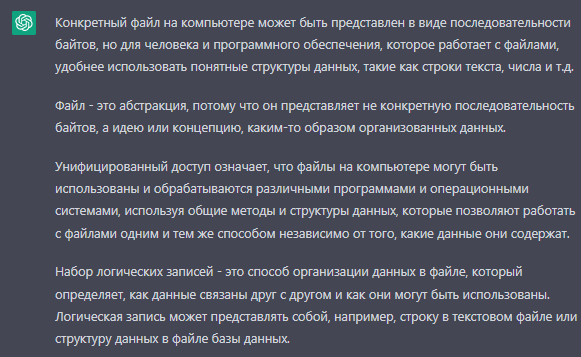 Конкретный файл на компьютере может быть представлен в виде последовательности
байтов, но для человека и программного обеспечения, которое работает с файлами,
удобнее использовать понятные структуры данных, такие как строки текста, числа и т.д.
Файл - это абстракция, потому что он представляет не конкретную последовательность
байтов, а идею или концепцию, каким-то образом организованных данных.
Унифицированный доступ означает, что файлы на компьютере могут быть
использованы и обрабатываются различными программами и операционными
системами, используя общие методы и структуры данных, которые позволяют работать
с файлами одним и тем же способом независимо от того, какие данные они содержат.
Набор логических записей - это способ организации данных в файле, который
определяет, как данные связаны друг с другом и как они могут быть использованы.
Логическая запись может представлять собой, например, строку в текстовом файле или
структуру данных в файле базы данных.